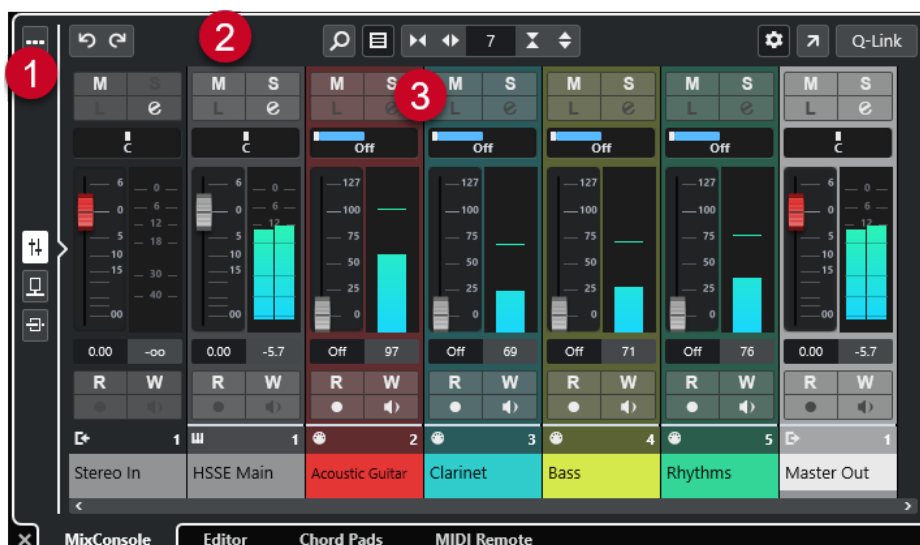 1
2
7
Q-Link
3
M S M S M S M S M S M S M S
L e L e L e L e L e L e L e
C C Off Off Off Off C
6 0 5 10 15 00
0 6 12 18 30 40
6 0 5 10 15 00
0 6 12
127 100 75 50 25 0
127 100 75 50 25 0
127 100 75 50 25 0
127 100 75 50 25 0
6 0 5 10 15 00
0 6 12
0.00 -oo 0.00 -5.7 Off 97 Off 69 Off 71 Off 76 0.00 -5.7
R W R W R W R W R W R W R W
1 1 2 3 4 5 1
Stereo In HSSE Main Acoustic Guitar Clarinet Bass Rhythms Master Out
MixConsole Editor Chord Pads MIDI Remote